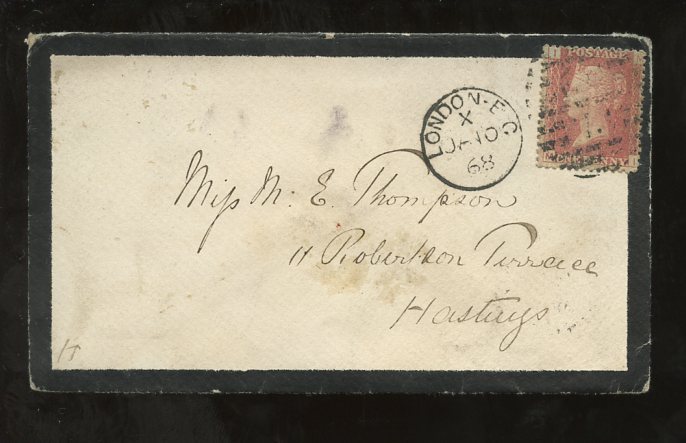 LONDON-E.C
X
JA 10
68
POSTAGE
ONE PENNY
Miss M. E. Thompson
11 Robertson Terrace
Hastings